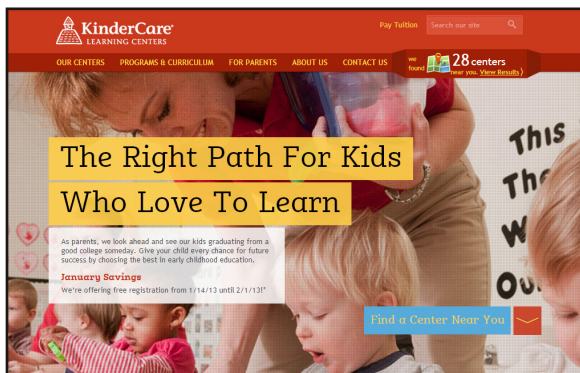 KinderCare®
LEARNING CENTERS
Pay Tuition
Search our site
OUR CENTERS PROGRAMS & CURRICULUM FOR PARENTS ABOUT US CONTACT US
we found 28 centers near you. View Results
The Right Path For Kids
Who Love To Learn
This
As parents, we look ahead and see our kids graduating from a
good college someday. Give your child every chance for future
success by choosing the best in early childhood education.
January Savings
We're offering free registration from 1/14/13 until 2/1/13!*
Find a Center Near You